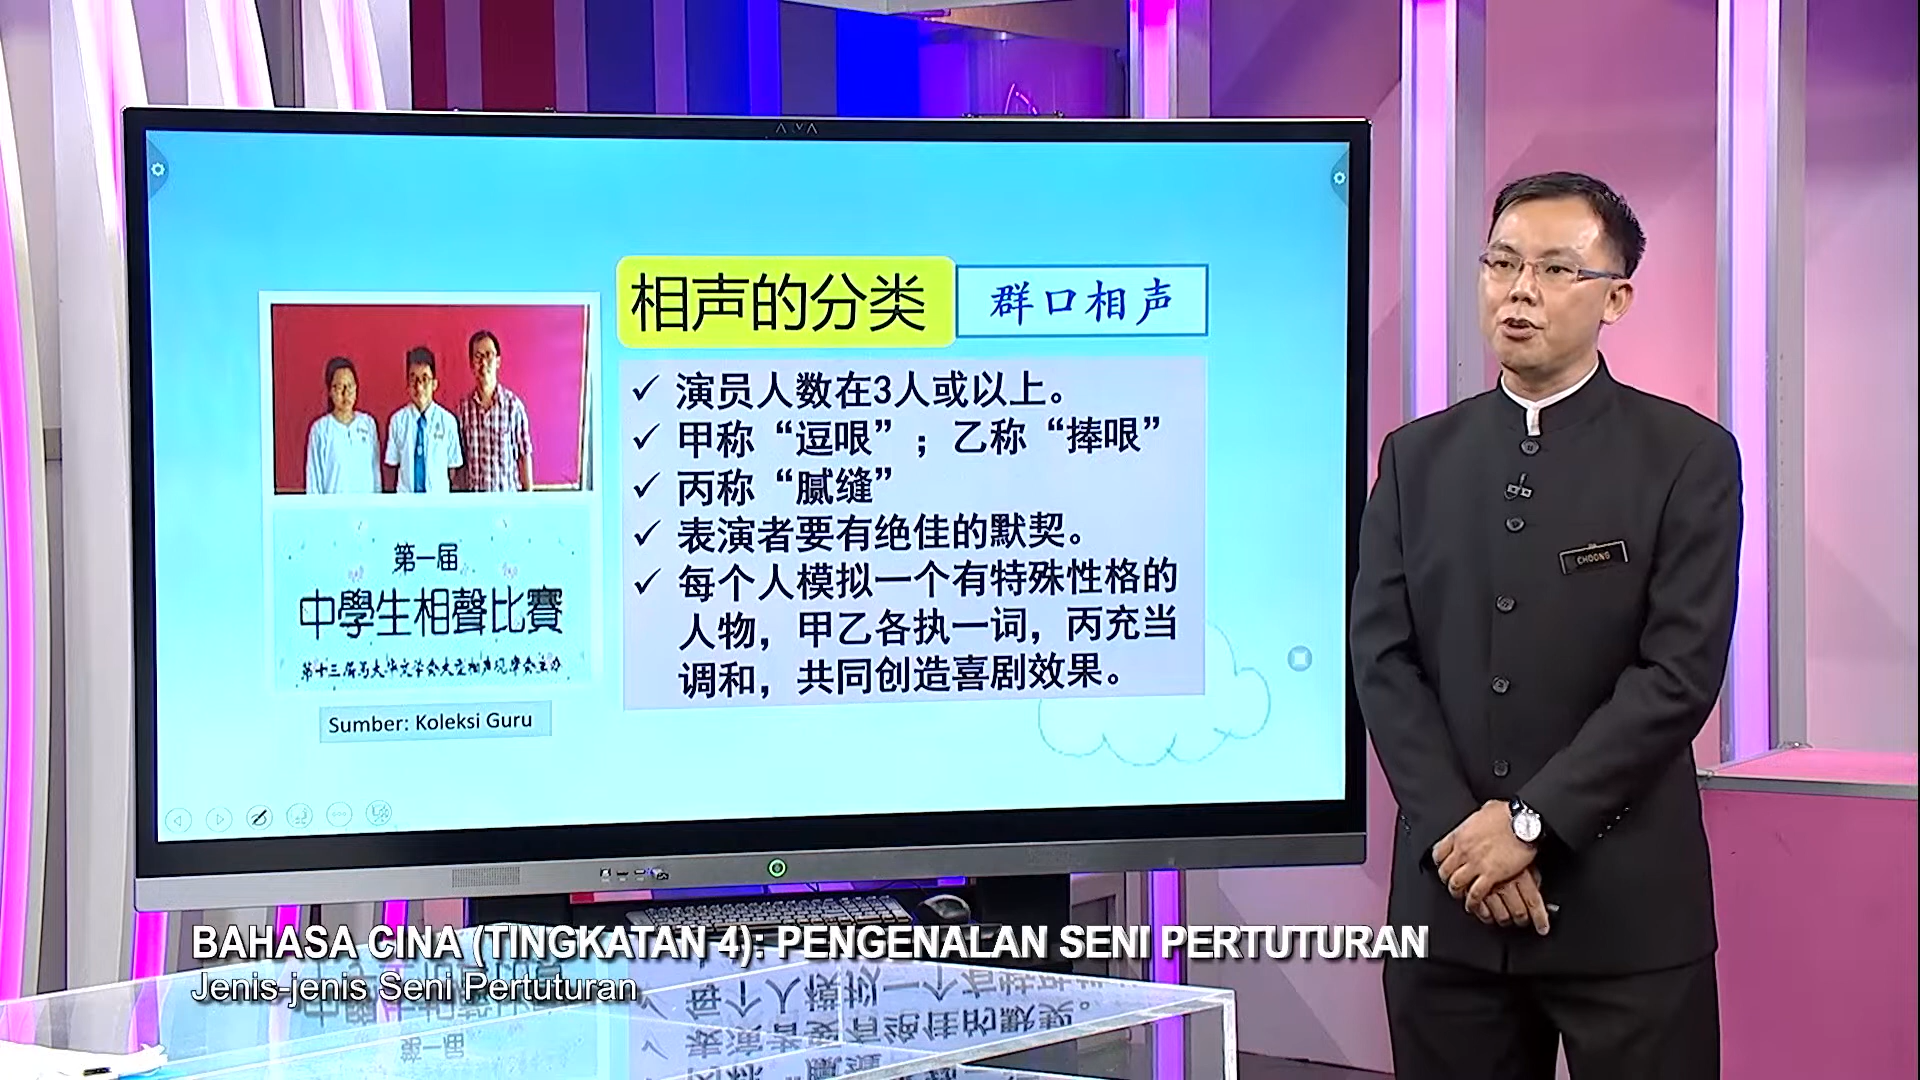 相声的分类
群口相声
✓ 演员人数在3人或以上。
✓ 甲称“逗哏”；乙称“捧哏”
✓ 丙称“腻缝”
✓ 表演者要有绝佳的默契。
✓ 每个人模拟一个有特殊性格的
人物，甲乙各执一词，丙充当
调和，共同创造喜剧效果。
第一届
中學生相聲比賽
Sumber: Koleksi Guru
CHOONG
BAHASA CINA (TINGKATAN 4): PENGENALAN SENI PERTUTURAN
Jenis-jenis Seni Pertuturan